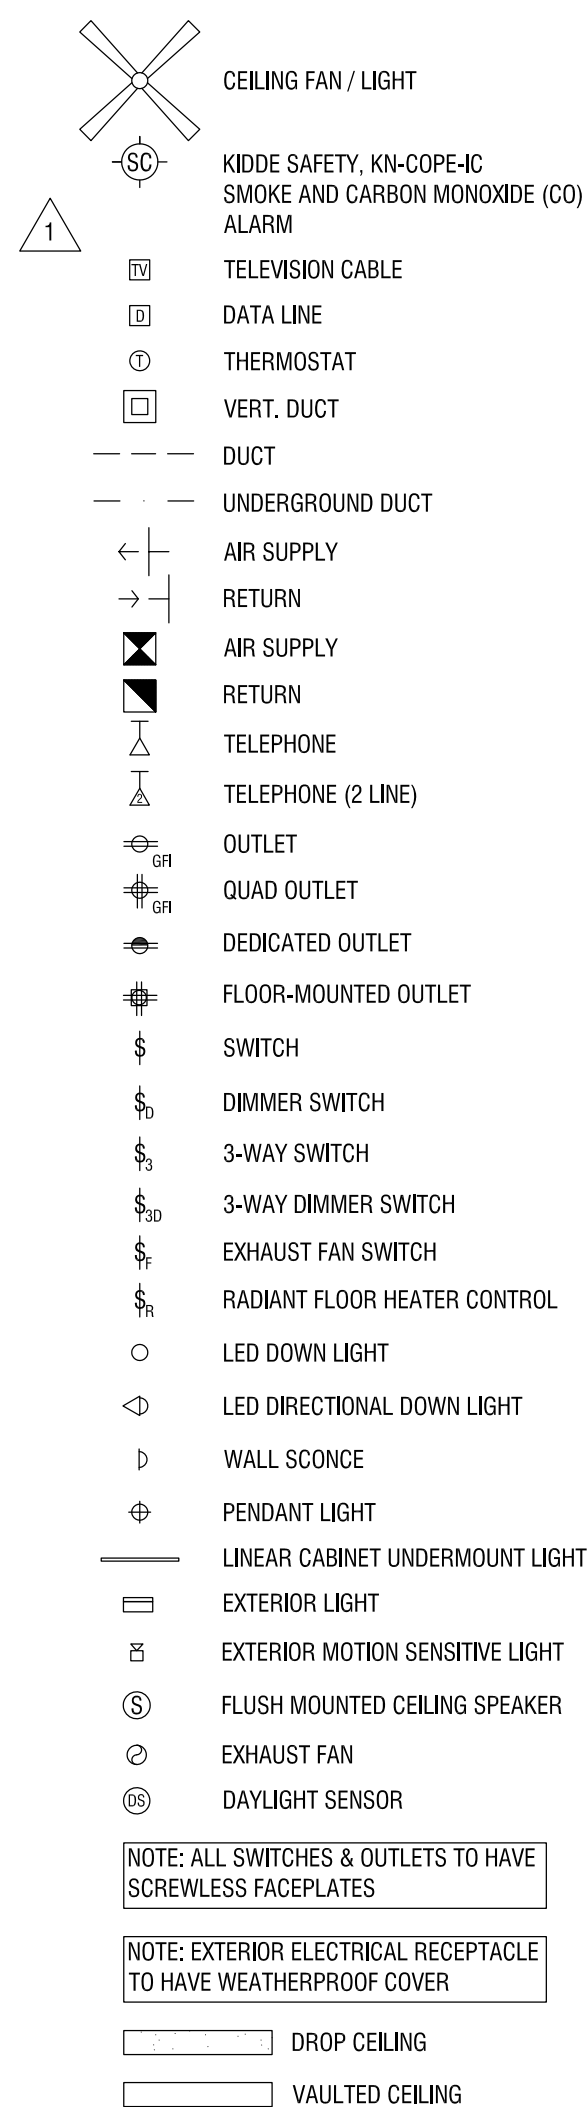 CEILING FAN / LIGHT
SC
KIDDE SAFETY, KN-COPE-IC
SMOKE AND CARBON MONOXIDE (CO)
ALARM
1
TV
TELEVISION CABLE
D
DATA LINE
T
THERMOSTAT
VERT. DUCT
DUCT
UNDERGROUND DUCT
AIR SUPPLY
RETURN
AIR SUPPLY
RETURN
TELEPHONE
2
TELEPHONE (2 LINE)
GFI
OUTLET
GFI
QUAD OUTLET
DEDICATED OUTLET
FLOOR-MOUNTED OUTLET
$
SWITCH
$D
DIMMER SWITCH
$3
3-WAY SWITCH
$3D
3-WAY DIMMER SWITCH
$F
EXHAUST FAN SWITCH
$R
RADIANT FLOOR HEATER CONTROL
LED DOWN LIGHT
LED DIRECTIONAL DOWN LIGHT
WALL SCONCE
PENDANT LIGHT
LINEAR CABINET UNDERMOUNT LIGHT
EXTERIOR LIGHT
EXTERIOR MOTION SENSITIVE LIGHT
S
FLUSH MOUNTED CEILING SPEAKER
EXHAUST FAN
DS
DAYLIGHT SENSOR
NOTE: ALL SWITCHES & OUTLETS TO HAVE
SCREWLESS FACEPLATES
NOTE: EXTERIOR ELECTRICAL RECEPTACLE
TO HAVE WEATHERPROOF COVER
DROP CEILING
VAULTED CEILING